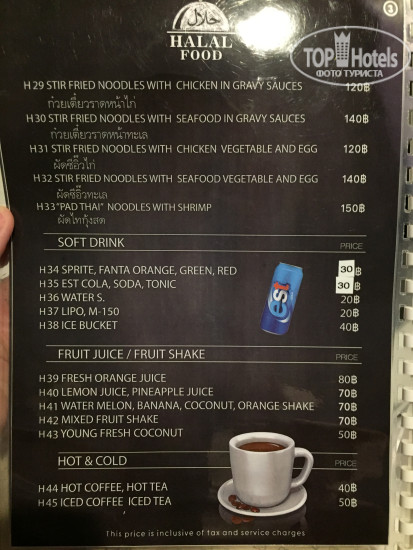 حلال
HALAL
FOOD
3
TOP Hotels
ФОТО ТУРИСТА
H29 STIR FRIED NOODLES WITH CHICKEN IN GRAVY SAUCES 120฿
ก๋วยเตี๋ยวราดหน้าไก่
H30 STIR FRIED NOODLES WITH SEAFOOD IN GRAVY SAUCES 140฿
ก๋วยเตี๋ยวราดหน้าทะเล
H31 STIR FRIED NOODLES WITH CHICKEN VEGETABLE AND EGG 120฿
ผัดซีอิ๊วไก่
H32 STIR FRIED NOODLES WITH SEAFOOD VEGETABLE AND EGG 140฿
ผัดซีอิ๊วทะเล
H33 "PAD THAI" NOODLES WITH SHRIMP 150฿
ผัดไทกุ้งสด
SOFT DRINK PRICE
H34 SPRITE, FANTA ORANGE, GREEN, RED 30 ฿
H35 EST COLA, SODA, TONIC 30 ฿
H36 WATER S. 20฿
H37 LIPO, M-150 20฿
H38 ICE BUCKET 40฿
est
FRUIT JUICE / FRUIT SHAKE PRICE
H39 FRESH ORANGE JUICE 80฿
H40 LEMON JUICE, PINEAPPLE JUICE 70฿
H41 WATER MELON, BANANA, COCONUT, ORANGE SHAKE 70฿
H42 MIXED FRUIT SHAKE 70฿
H43 YOUNG FRESH COCONUT 50฿
HOT & COLD PRICE
H44 HOT COFFEE, HOT TEA 40฿
H45 ICED COFFEE ICED TEA 50฿
This price is inclusive of tax and service charges